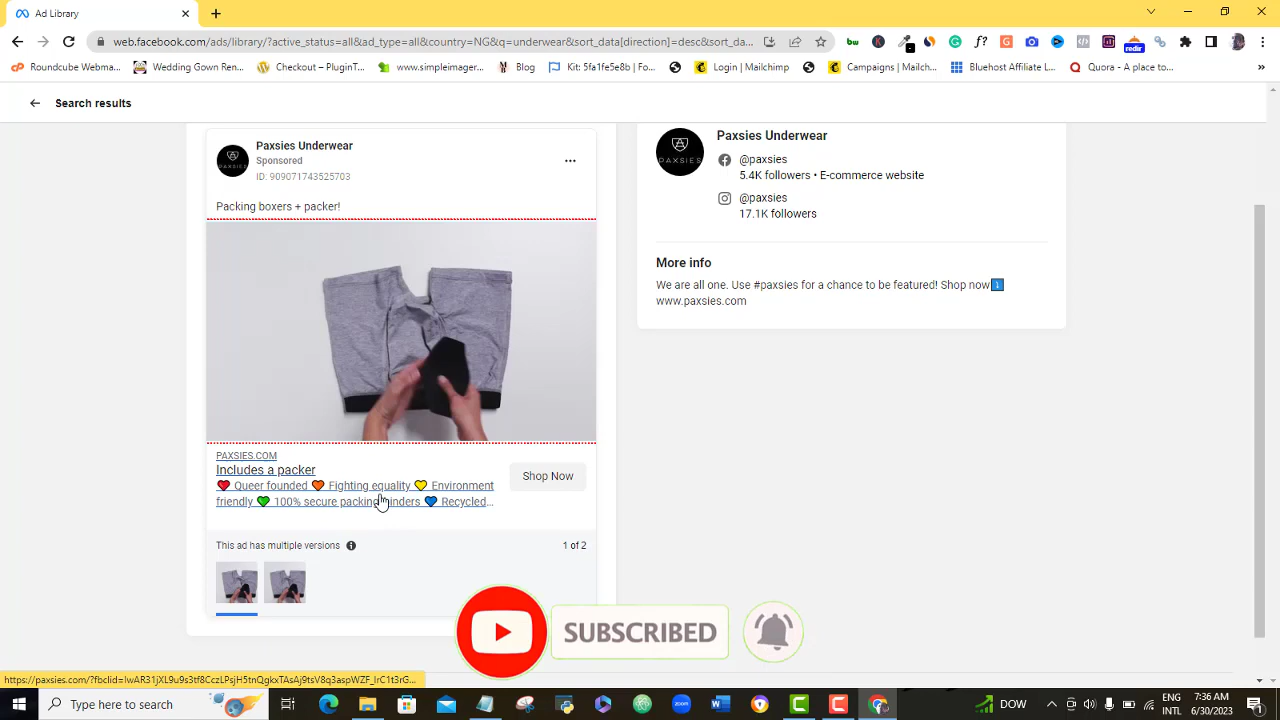 Ad Library
web.facebook.com/ads/library/?active_status=all&ad_type=all&country=NG&q=underwear&sort_data[direction]=desc&sort_da...
Roundcube Webma...
Wedding Gown Ren...
Checkout – PluginT...
www.simpleimager...
Blog
Kit: 5fa1fe5e8b | Fo...
Login | Mailchimp
Campaigns | Mailch...
Bluehost Affiliate L...
Quora - A place to...
»
Search results
Paxsies Underwear
Sponsored
ID: 909071743525703
Packing boxers + packer!
PAXSIES.COM
Includes a packer
Queer founded Fighting equality Environment
friendly 100% secure packing
Recycled...
Shop Now
This ad has multiple versions
1 of 2
Paxsies Underwear
@paxsies
5.4K followers • E-commerce website
@paxsies
17.1K followers
More info
We are all one. Use #paxsies for a chance to be featured! Shop now
www.paxsies.com
PAXSIES
SUBSCRIBED
Type here to search
DOW
ENG
INTL
7:36 AM
6/30/2023